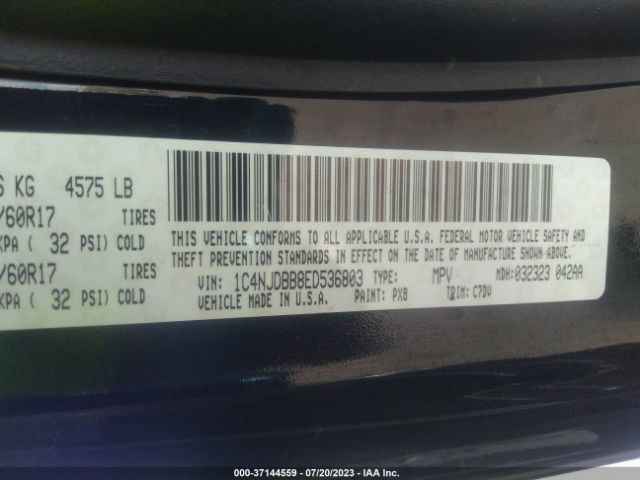 S KG 4575 LB
/60R17 TIRES
KPA ( 32 PSI) COLD
/60R17 TIRES
KPA ( 32 PSI) COLD
THIS VEHICLE CONFORMS TO ALL APPLICABLE U.S.A. FEDERAL MOTOR VEHICLE SAFETY AND
THEFT PREVENTION STANDARDS IN EFFECT ON THE DATE OF MANUFACTURE SHOWN ABOVE.
VIN: 1C4NJDBB8ED536803 TYPE: MPV MDH: 032323 042AA
VEHICLE MADE IN U.S.A. PAINT: PX8 TRIM: C7DV
000-37144559 — 07/20/2023 — IAA Inc.